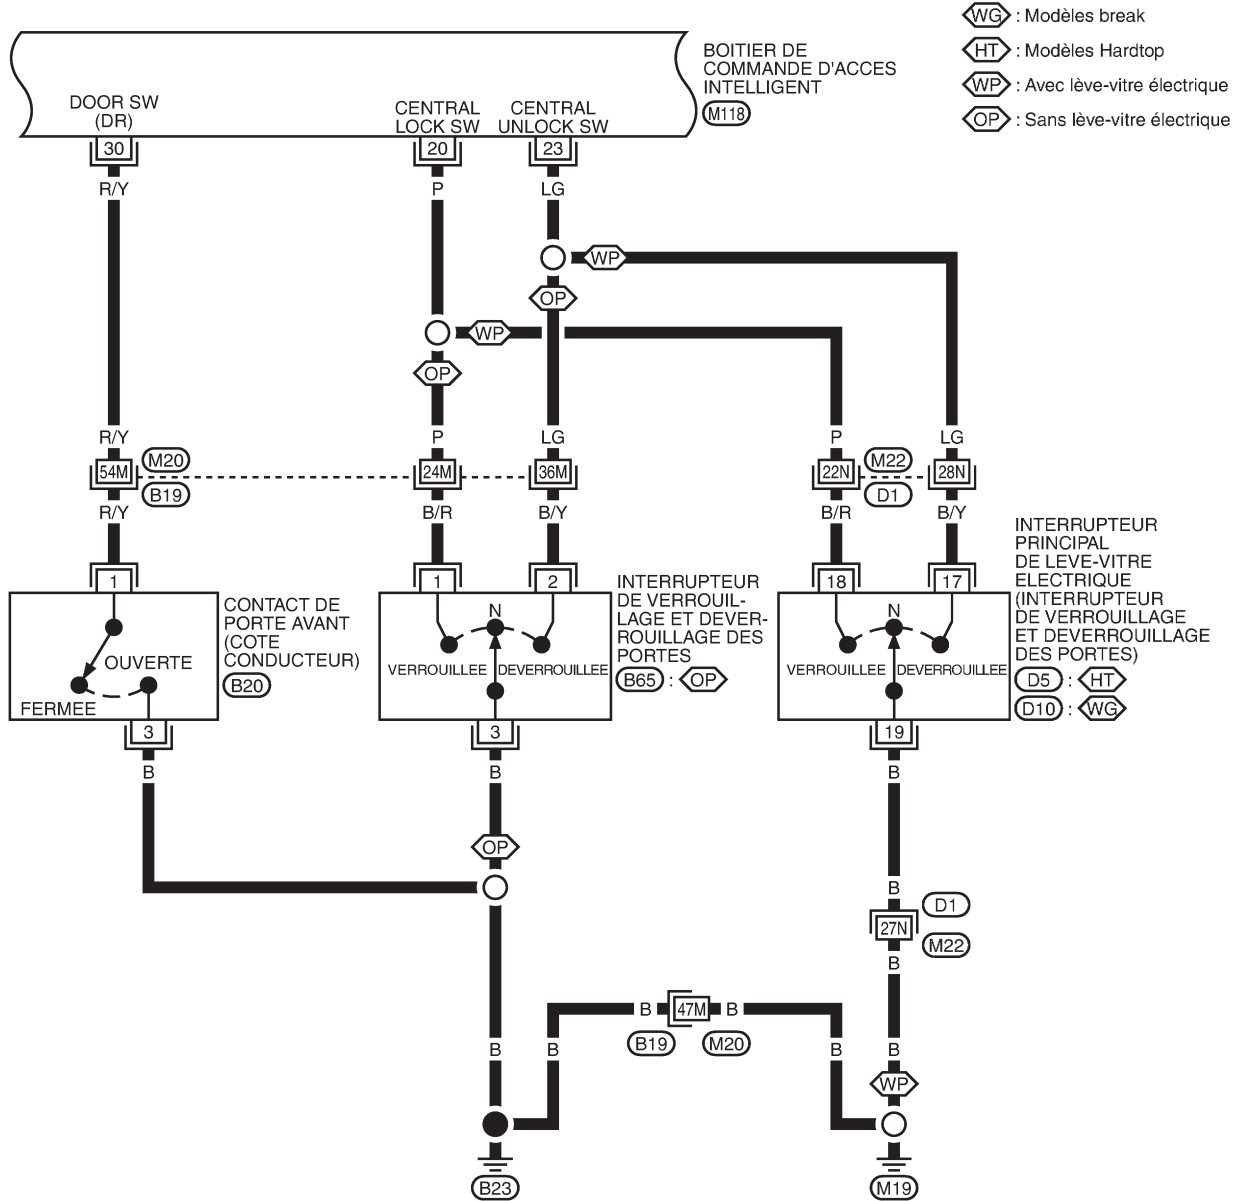 WG : Modèles break
HT : Modèles Hardtop
WP : Avec lève-vitre électrique
OP : Sans lève-vitre électrique
BOITIER DE
COMMANDE D'ACCES
INTELLIGENT
M118
DOOR SW
(DR)
CENTRAL
LOCK SW
CENTRAL
UNLOCK SW
30
20
23
R/Y
P
LG
WP
OP
WP
OP
R/Y
P
LG
P
LG
54M
M20
B19
24M
36M
22N
M22
D1
28N
R/Y
B/R
B/Y
B/R
B/Y
1
1
2
18
17
CONTACT DE
PORTE AVANT
(COTE
CONDUCTEUR)
B20
OUVERTE
FERMEE
N
VERROUILLEE
DEVERROUILLEE
INTERRUPTEUR
DE VERROUIL-
LAGE ET DEVER-
ROUILLAGE DES
PORTES
B65 : OP
N
VERROUILLEE
DEVERROUILLEE
INTERRUPTEUR
PRINCIPAL
DE LEVE-VITRE
ELECTRIQUE
(INTERRUPTEUR
DE VERROUILLAGE
ET DEVERROUILLAGE
DES PORTES)
D5 : HT
D10 : WG
3
3
19
B
B
B
OP
B
D1
27N
M22
B
B
47M
B
B19
M20
B
B
B
B
WP
B23
M19